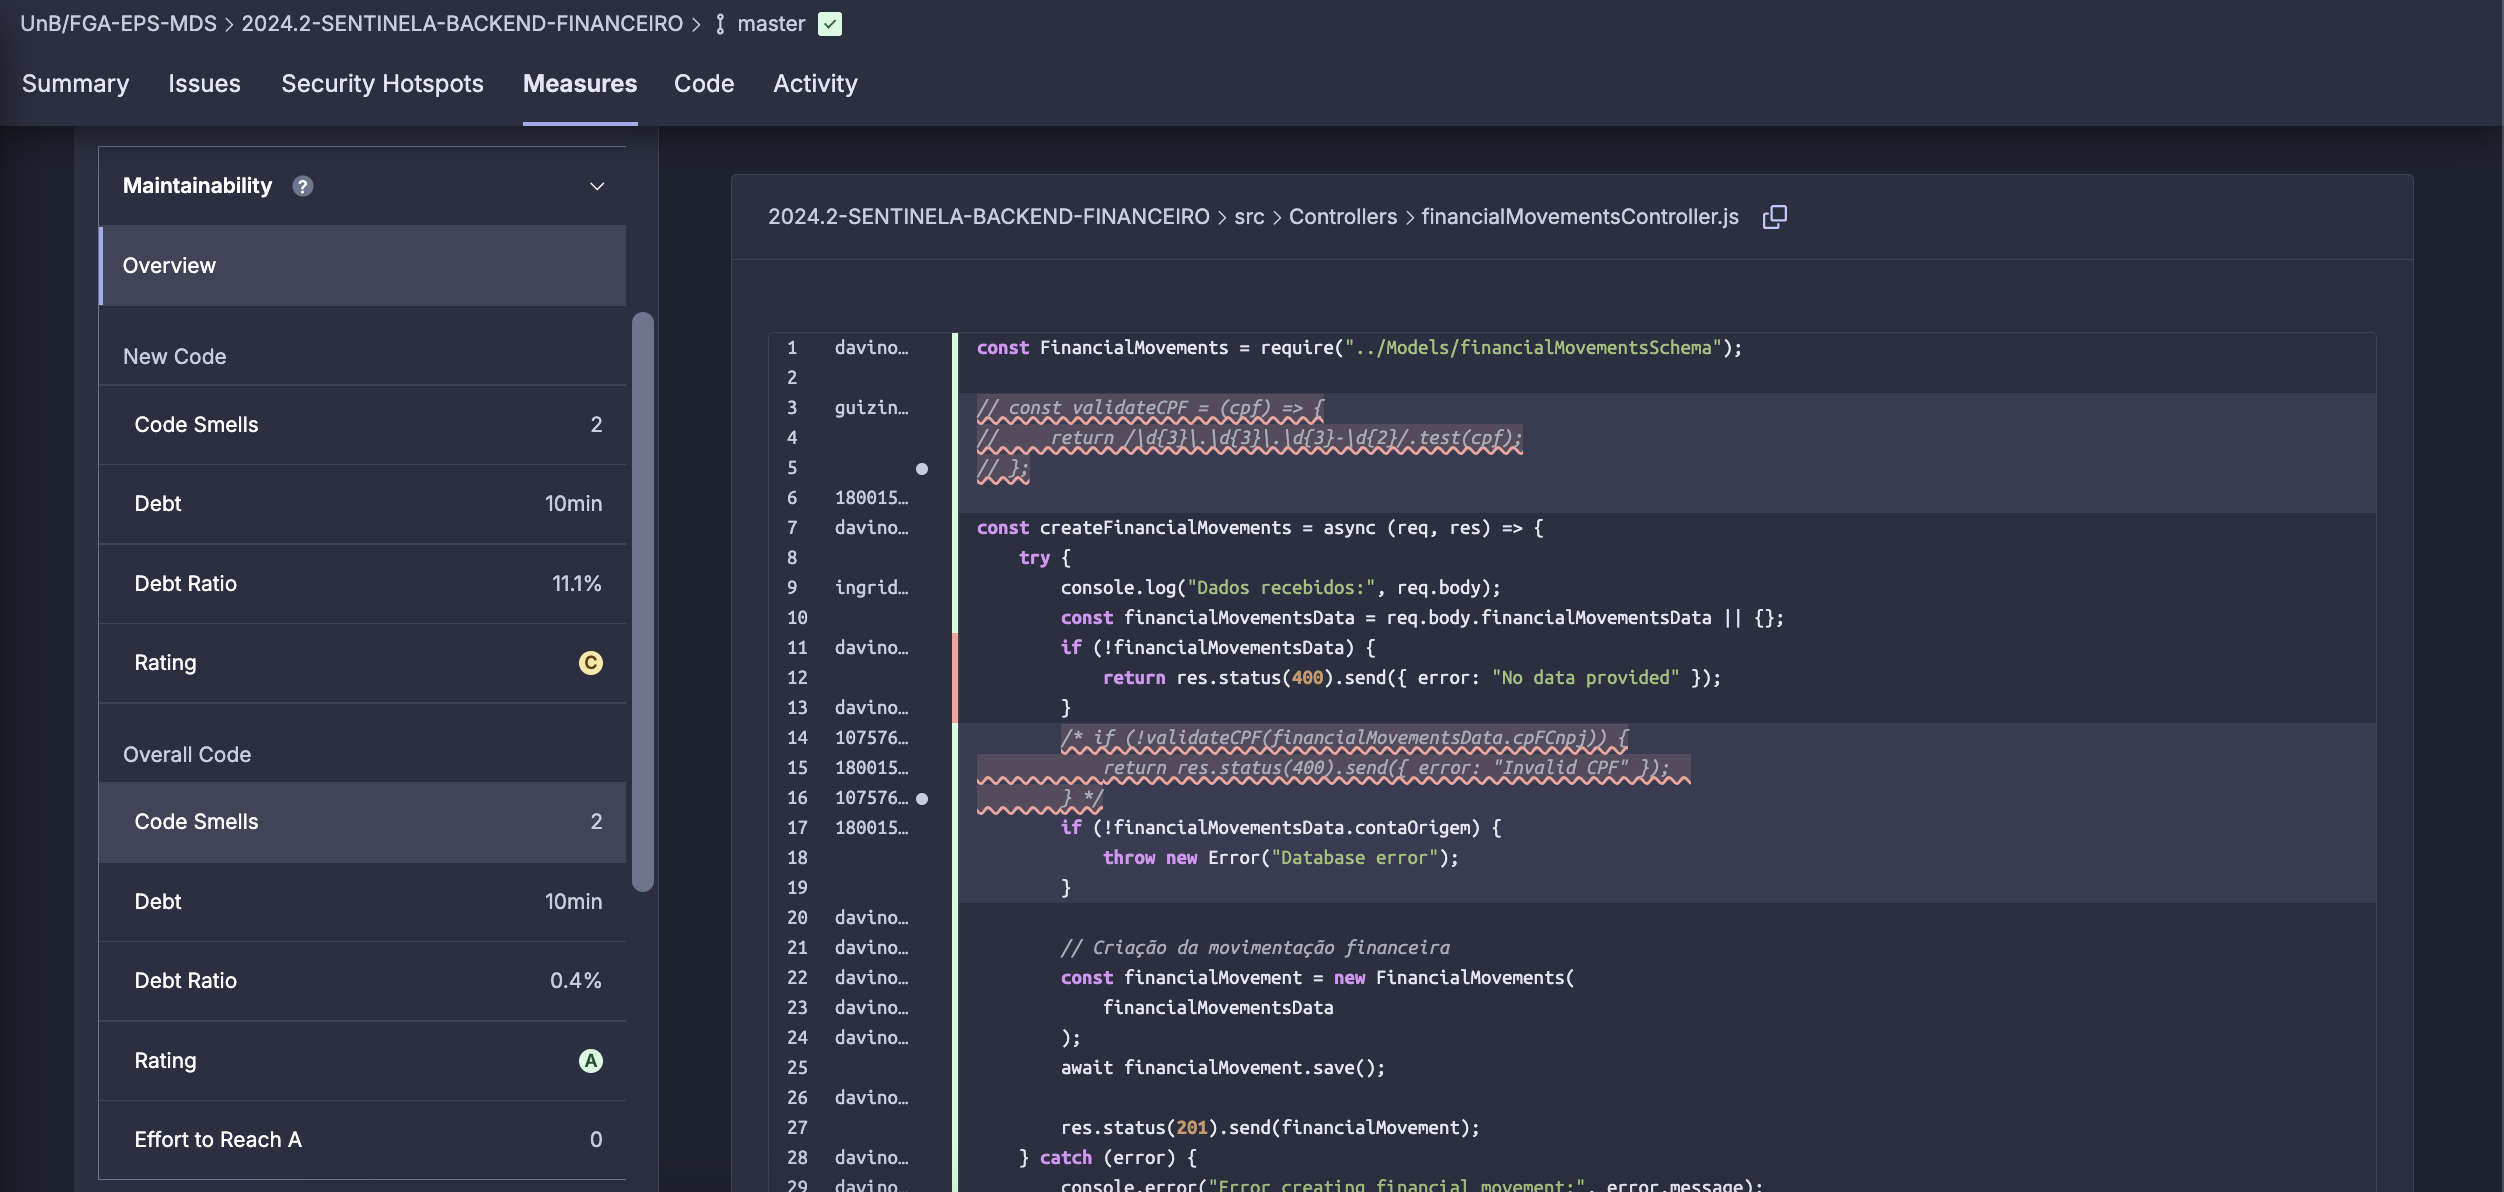 UnB/FGA-EPS-MDS > 2024.2-SENTINELA-BACKEND-FINANCEIRO > master
Summary Issues Security Hotspots Measures Code Activity
Maintainability ?
Overview
New Code
Code Smells 2
Debt 10min
Debt Ratio 11.1%
Rating C
Overall Code
Code Smells 2
Debt 10min
Debt Ratio 0.4%
Rating A
Effort to Reach A 0
2024.2-SENTINELA-BACKEND-FINANCEIRO > src > Controllers > financialMovementsController.js
1 davino… const FinancialMovements = require("../Models/financialMovementsSchema");
2
3 guizin… // const validateCPF = (cpf) => {
4 //     return /\d{3}\.\d{3}\.\d{3}-\d{2}/.test(cpf);
5 // };
6 180015…
7 davino… const createFinancialMovements = async (req, res) => {
8 try {
9 ingrid… console.log("Dados recebidos:", req.body);
10 const financialMovementsData = req.body.financialMovementsData || {};
11 davino… if (!financialMovementsData) {
12 return res.status(400).send({ error: "No data provided" });
13 davino… }
14 107576… /* if (!validateCPF(financialMovementsData.cpFCnpj)) {
15 180015… return res.status(400).send({ error: "Invalid CPF" });
16 107576… } */
17 180015… if (!financialMovementsData.contaOrigem) {
18 throw new Error("Database error");
19 }
20 davino…
21 davino… // Criação da movimentação financeira
22 davino… const financialMovement = new FinancialMovements(
23 davino… financialMovementsData
24 davino… );
25 await financialMovement.save();
26 davino…
27 res.status(201).send(financialMovement);
28 davino… } catch (error) {
29 davino… console.error("Error creating financial movement:", error.message);